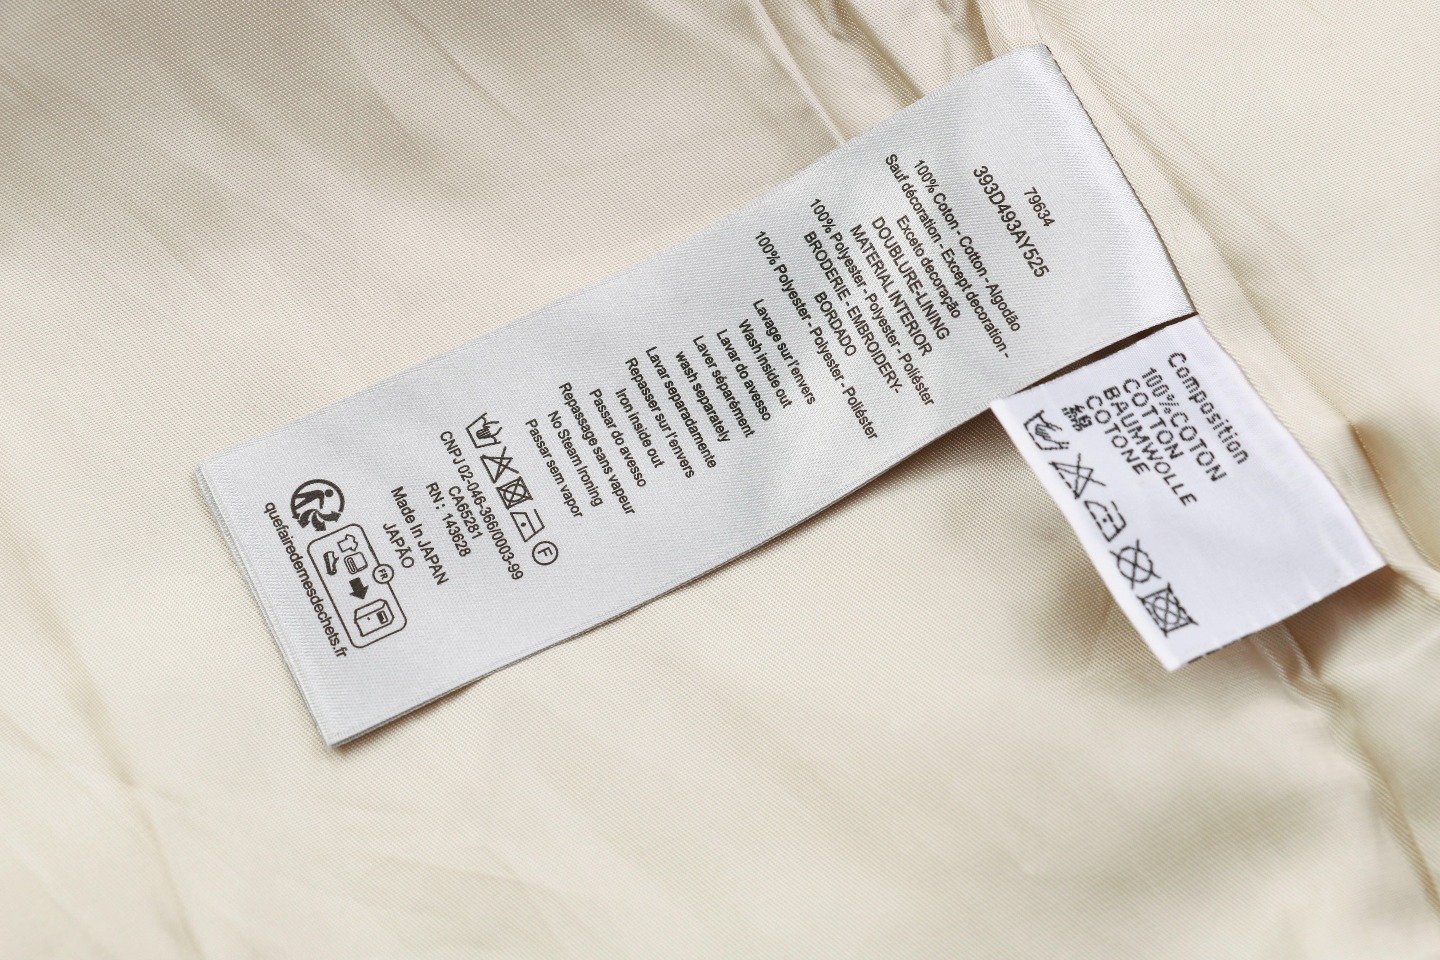 79634
393D493AY525
100% Coton - Cotton - Algodão
Sauf décoration - Except decoration -
Exceto decoração
DOUBLURE-LINING
MATERIAL INTERIOR
100% Polyester - Polyester - Poliéster
BRODERIE - EMBROIDERY-
BORDADO
100% Polyester - Polyester - Poliéster
Lavage sur l'envers
Wash inside out
Lavar do avesso
Laver séparément
wash separately
Lavar separadamente
Repasser sur l'envers
Iron inside out
Passar do avesso
Repassage sans vapeur
No Steam Ironing
Passar sem vapor
F
CNPJ 02-046-366/0003-99
CA65281
RN : 143628
Made In JAPAN
JAPÃO
FR
quefairedemesdechets.fr
Composition
100%COTON
COTTON
BAUMWOLLE
COTONE